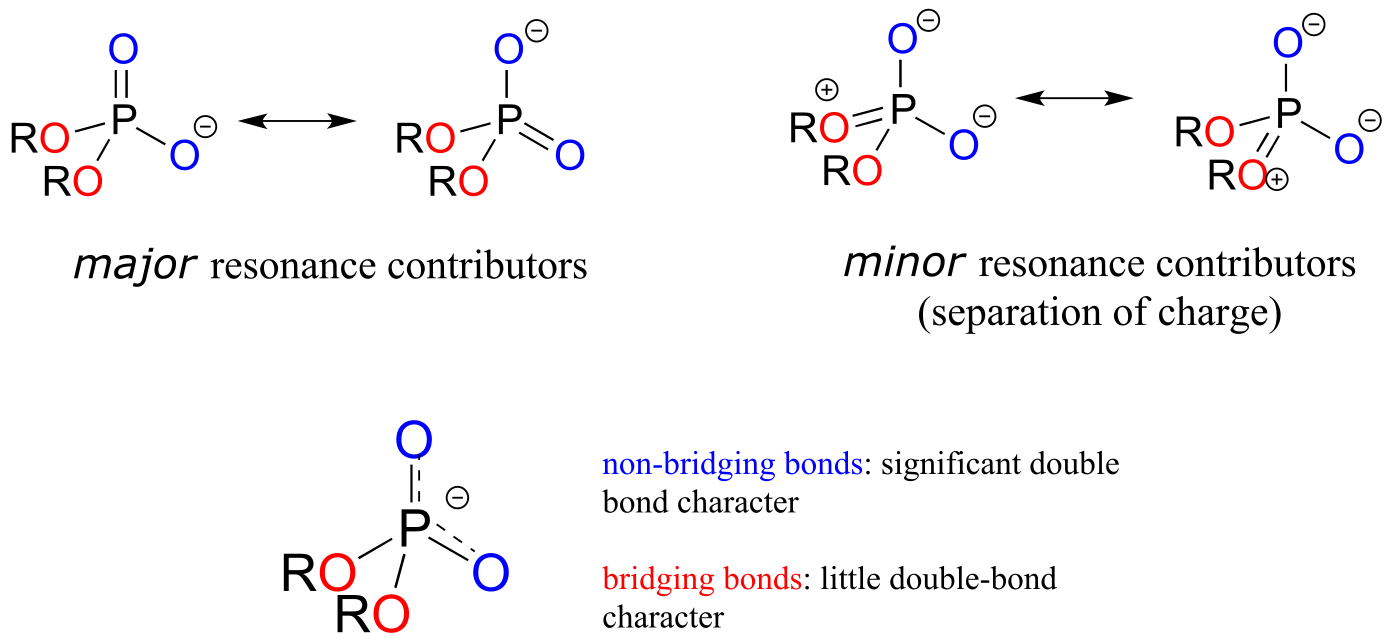 O
P
RO
O⊖
RO
O⊖
P
RO
O
RO
O⊖
⊕
P
RO
O⊖
RO
O⊖
P
RO
O⊖
RO⊕
major resonance contributors
minor resonance contributors
(separation of charge)
O
⊖
P
RO
O
RO
non-bridging bonds: significant double
bond character
bridging bonds: little double-bond
character